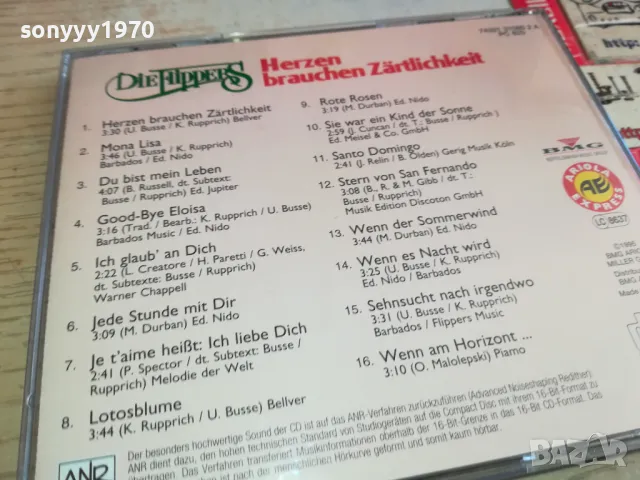 sonyyy1970
DIE FLIPPERS
Herzen
brauchen Zärtlichkeit
1. Herzen brauchen Zärtlichkeit
3:30 (U. Busse / K. Rupprich) Bellver
2. Mona Lisa
3:46 (U. Busse / K. Rupprich)
Barbados / Ed. Nido
3. Du bist mein Leben
4:07 (B. Russell, dt. Subtext:
Busse / Rupprich) Ed. Jupiter
4. Good-Bye Eloisa
3:16 (Trad. / Bearb.: K. Rupprich / U. Busse)
Barbados Music / Ed. Nido
5. Ich glaub' an Dich
2:22 (L. Creatore / H. Paretti / G. Weiss,
dt. Subtexte: Busse / Rupprich)
Warner Chappell
6. Jede Stunde mit Dir
3:09 (M. Durban) Ed. Nido
7. Je t'aime heißt: Ich liebe Dich
2:41 (P. Spector / dt. Subtext: Busse /
Rupprich) Melodie der Welt
8. Lotosblume
3:44 (K. Rupprich / U. Busse) Bellver
9. Rote Rosen
3:19 (M. Durban) Ed. Nido
10. Sie war ein Kind der Sonne
2:59 (J. Cuncan / dt. T.: Busse / Rupprich)
Ed. Meisel & Co. GmbH
11. Santo Domingo
2:41 (J. Relin / B. Olden) Gerig Musik Köln
12. Stern von San Fernando
3:08 (B., R. & M. Gibb / dt. T.:
Busse / Rupprich)
Musik Edition Discoton GmbH
13. Wenn der Sommerwind
3:44 (M. Durban) Ed. Nido
14. Wenn es Nacht wird
3:25 (U. Busse / K. Rupprich)
Ed. Nido / Barbados
15. Sehnsucht nach irgendwo
3:31 (U. Busse / K. Rupprich)
Barbados / Flippers Music
16. Wenn am Horizont ...
3:10 (O. Malolepski) Piamo
BMG
ARIOLA
AE
EXPRESS
LC 8637
Der besonders hochwertige Sound der CD ist auf das ANR-Verfahren zurückzuführen (Advanced Noiseshaping Redither)
ANR dient dazu, den hohen technischen Standard von Studiogeräten auf die Compact Disc mit ihrem 16-Bit-Format zu
übertragen. Das Verfahren transferiert Musikinformationen oberhalb der 16-Bit-Grenze in das 16-Bit CD-Format. Das
ANR
BAZAR